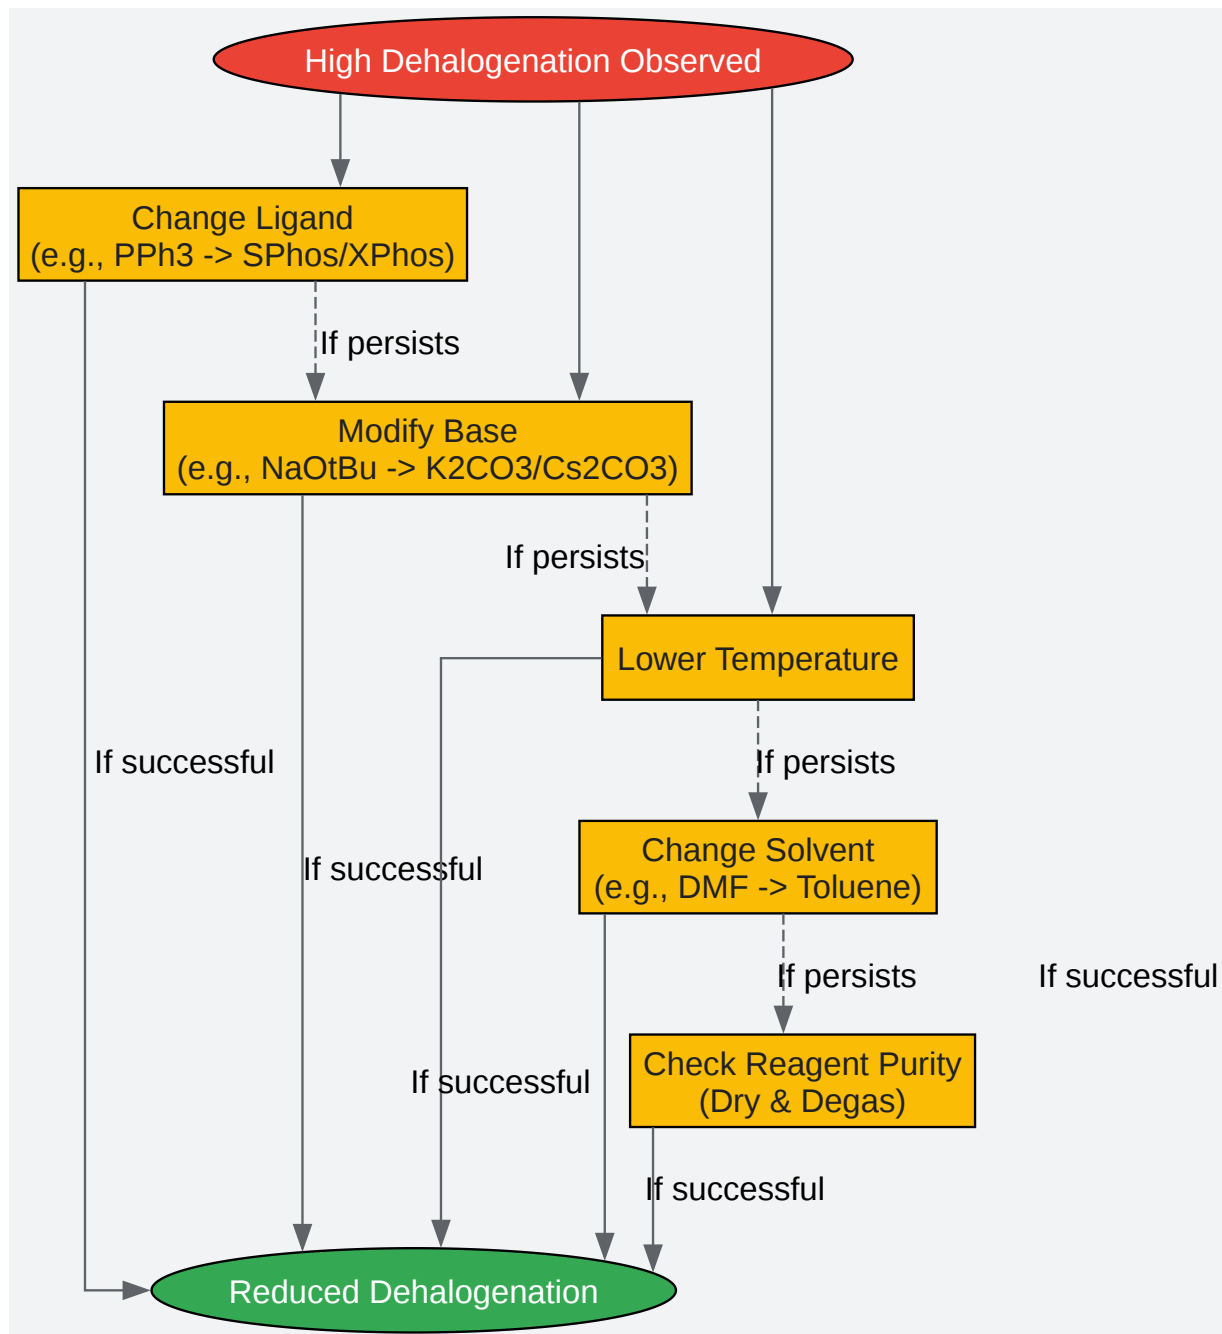 High Dehalogenation Observed
Change Ligand
(e.g., PPh3 -> SPhos/XPhos)
If persists
Modify Base
(e.g., NaOtBu -> K2CO3/Cs2CO3)
If persists
Lower Temperature
If successful
If persists
Change Solvent
(e.g., DMF -> Toluene)
If successful
If persists
If successful
Check Reagent Purity
(Dry & Degas)
If successful
If successful
Reduced Dehalogenation